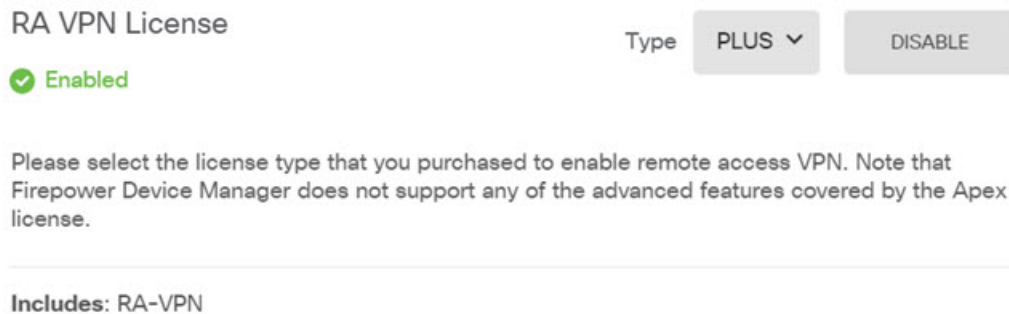 RA VPN License
Type PLUS DISABLE
Enabled
Please select the license type that you purchased to enable remote access VPN. Note that
Firepower Device Manager does not support any of the advanced features covered by the Apex
license.
Includes: RA-VPN